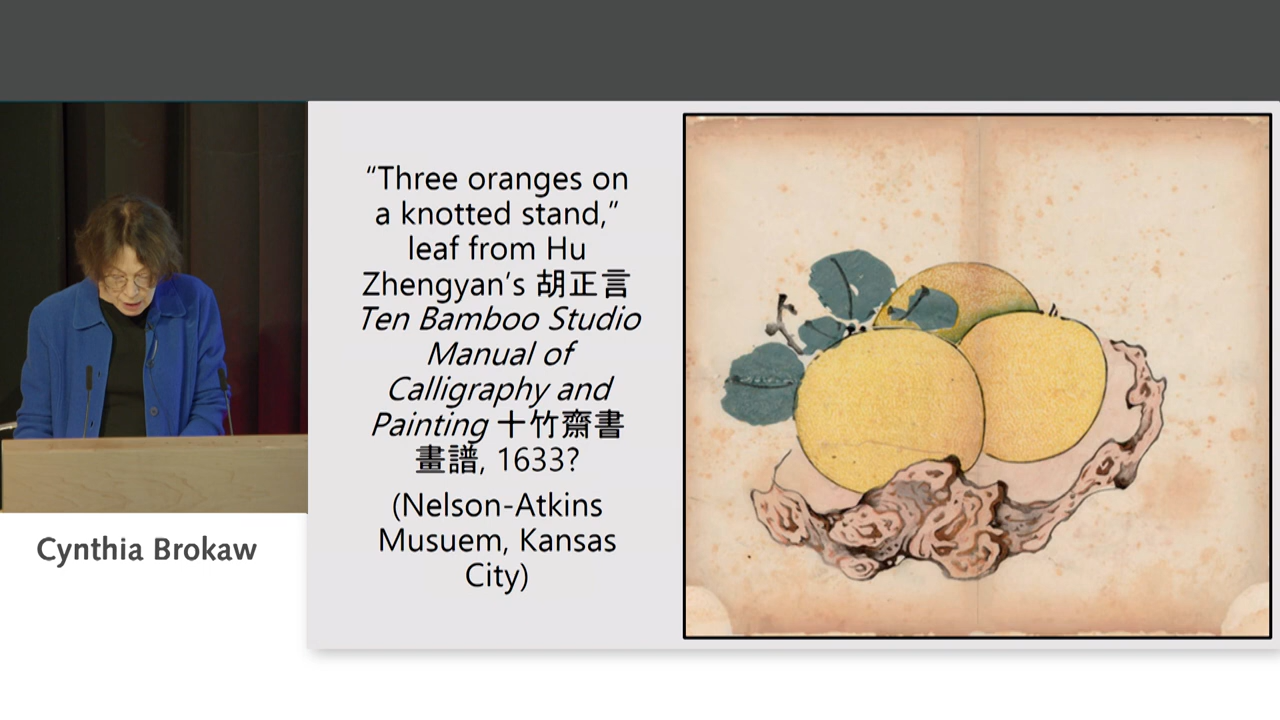 “Three oranges on
a knotted stand,”
leaf from Hu
Zhengyan’s 胡正言
Ten Bamboo Studio
Manual of
Calligraphy and
Painting 十竹齋書
畫譜, 1633?
(Nelson-Atkins
Musuem, Kansas
City)
Cynthia Brokaw